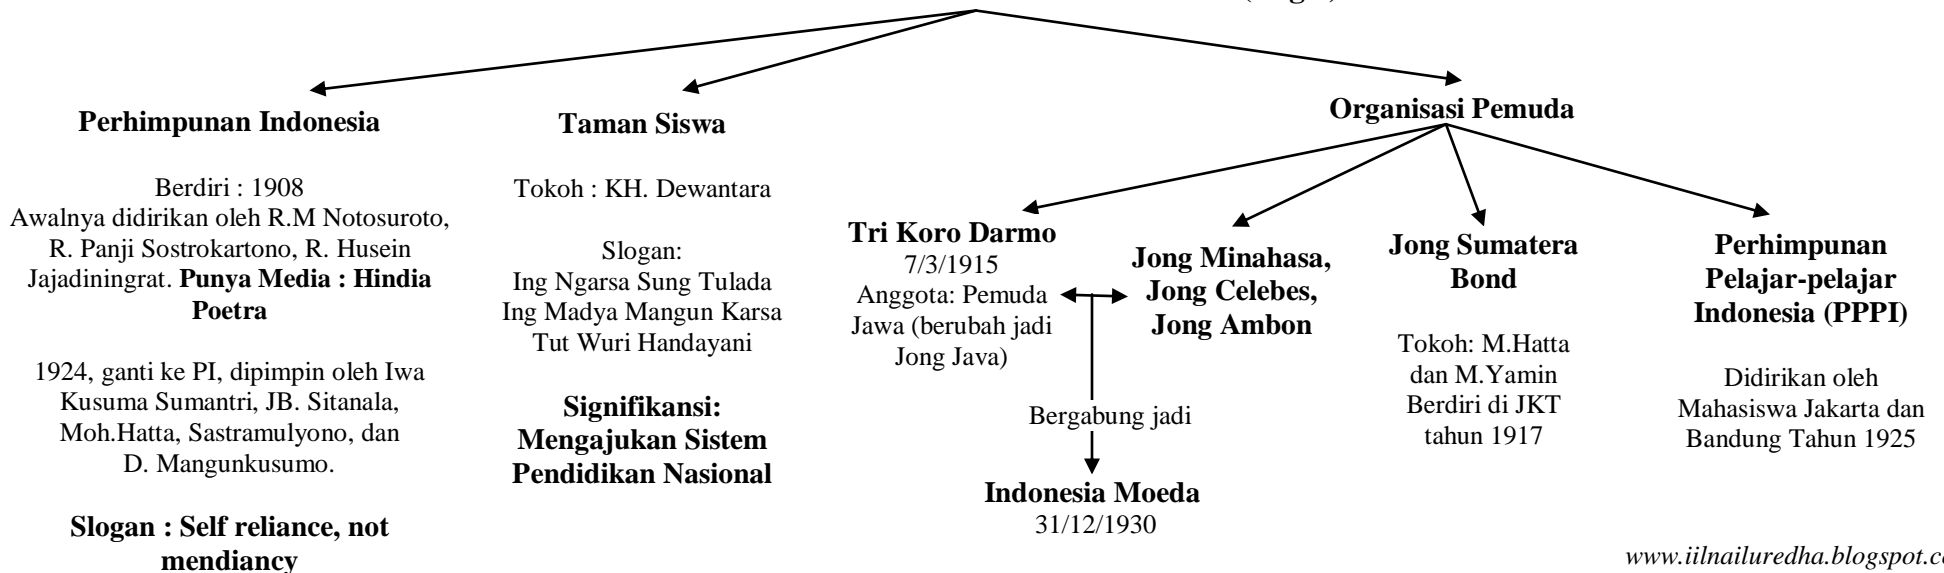 Perhimpunan Indonesia
Berdiri : 1908
Awalnya didirikan oleh R.M Notosuroto,
R. Panji Sostrokartono, R. Husein
Jajadiningrat. Punya Media : Hindia
Poetra
1924, ganti ke PI, dipimpin oleh Iwa
Kusuma Sumantri, JB. Sitanala,
Moh.Hatta, Sastramulyono, dan
D. Mangunkusumo.
Slogan : Self reliance, not
mendiancy
Taman Siswa
Tokoh : KH. Dewantara
Slogan:
Ing Ngarsa Sung Tulada
Ing Madya Mangun Karsa
Tut Wuri Handayani
Signifikansi:
Mengajukan Sistem
Pendidikan Nasional
Organisasi Pemuda
Tri Koro Darmo
7/3/1915
Anggota: Pemuda
Jawa (berubah jadi
Jong Java)
Jong Minahasa,
Jong Celebes,
Jong Ambon
Bergabung jadi
Indonesia Moeda
31/12/1930
Jong Sumatera
Bond
Tokoh: M.Hatta
dan M.Yamin
Berdiri di JKT
tahun 1917
Perhimpunan
Pelajar-pelajar
Indonesia (PPPI)
Didirikan oleh
Mahasiswa Jakarta dan
Bandung Tahun 1925
www.iilnailuredha.blogspot.co